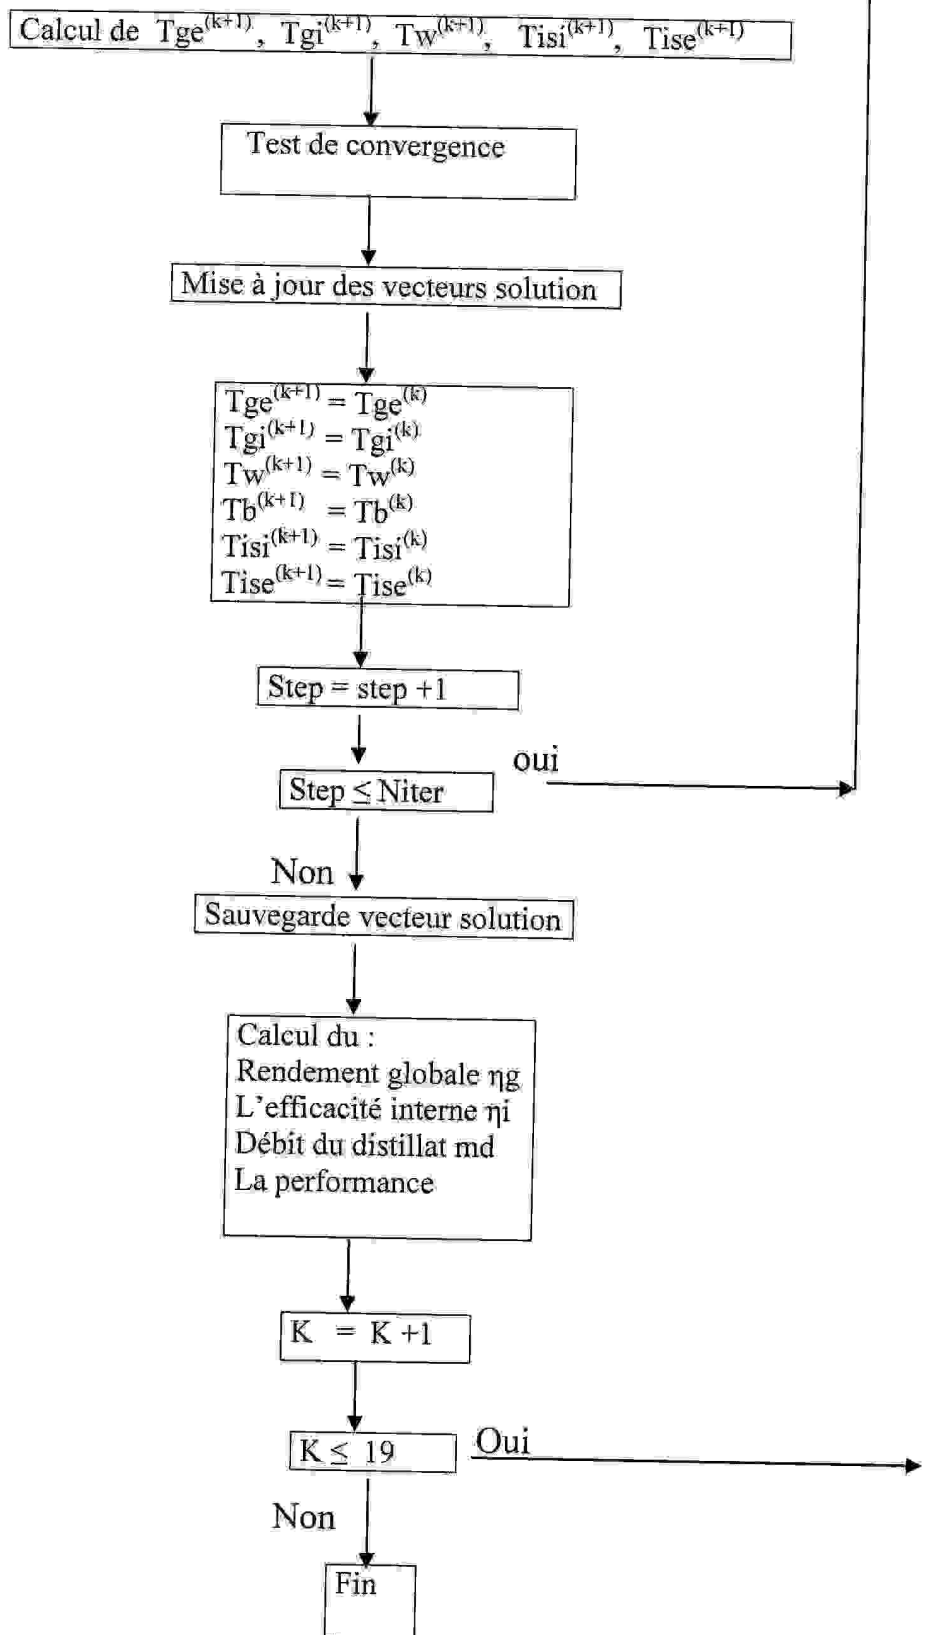 Calcul de Tge^(k+1), Tgi^(k+1), Tw^(k+1), Tisi^(k+1), Tise^(k+1)
Test de convergence
Mise à jour des vecteurs solution
Tge^(k+1) = Tge^(k)
Tgi^(k+1) = Tgi^(k)
Tw^(k+1) = Tw^(k)
Tb^(k+1) = Tb^(k)
Tisi^(k+1) = Tisi^(k)
Tise^(k+1) = Tise^(k)
Step = step +1
oui
Step ≤ Niter
Non
Sauvegarde vecteur solution
Calcul du :
Rendement globale ηg
L'efficacité interne ηi
Débit du distillat md
La performance
K = K +1
K ≤ 19
Oui
Non
Fin